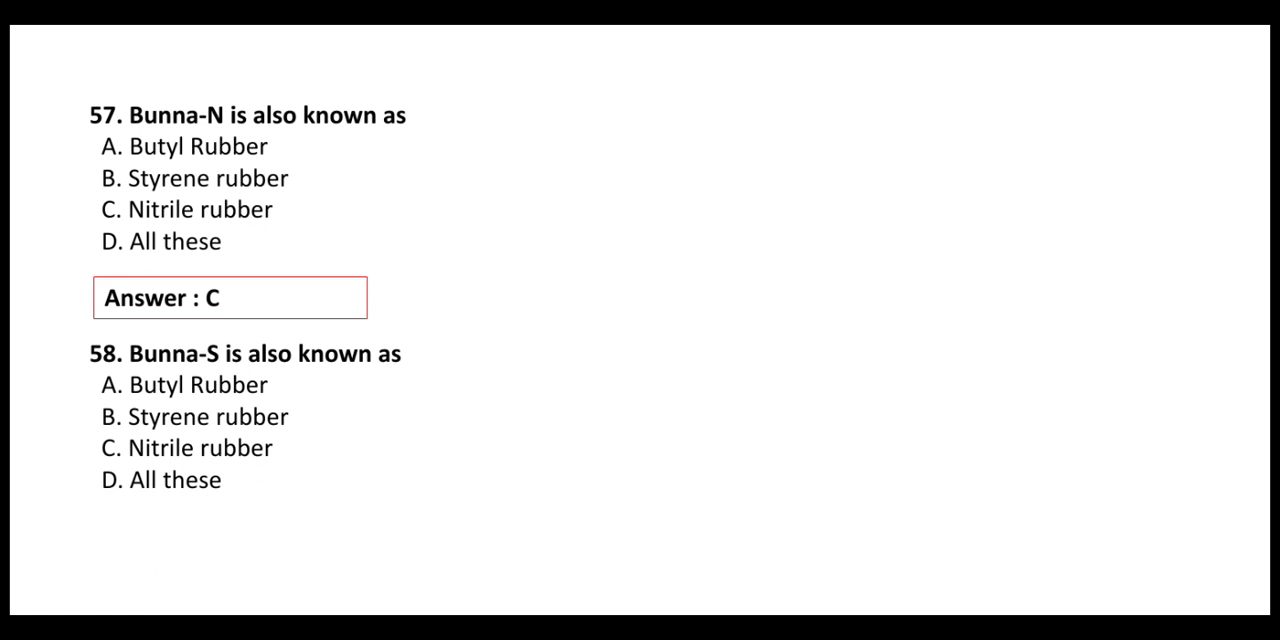 57. Bunna-N is also known as
A. Butyl Rubber
B. Styrene rubber
C. Nitrile rubber
D. All these
Answer : C
58. Bunna-S is also known as
A. Butyl Rubber
B. Styrene rubber
C. Nitrile rubber
D. All these